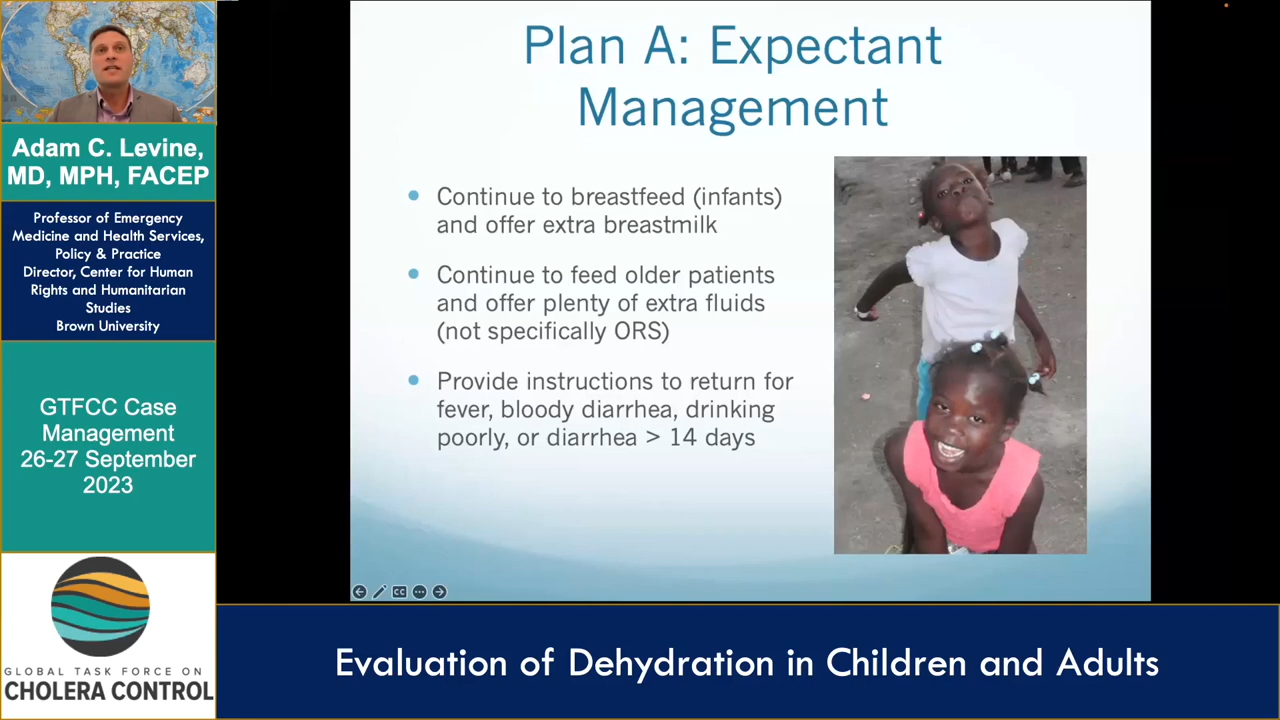 Plan A: Expectant
Management
Continue to breastfeed (infants)
and offer extra breastmilk
Continue to feed older patients
and offer plenty of extra fluids
(not specifically ORS)
Provide instructions to return for
fever, bloody diarrhea, drinking
poorly, or diarrhea > 14 days
Adam C. Levine,
MD, MPH, FACEP
Professor of Emergency
Medicine and Health Services,
Policy & Practice
Director, Center for Human
Rights and Humanitarian
Studies
Brown University
GTFCC Case
Management
26-27 September
2023
GLOBAL TASK FORCE ON
CHOLERA CONTROL
CC
Evaluation of Dehydration in Children and Adults